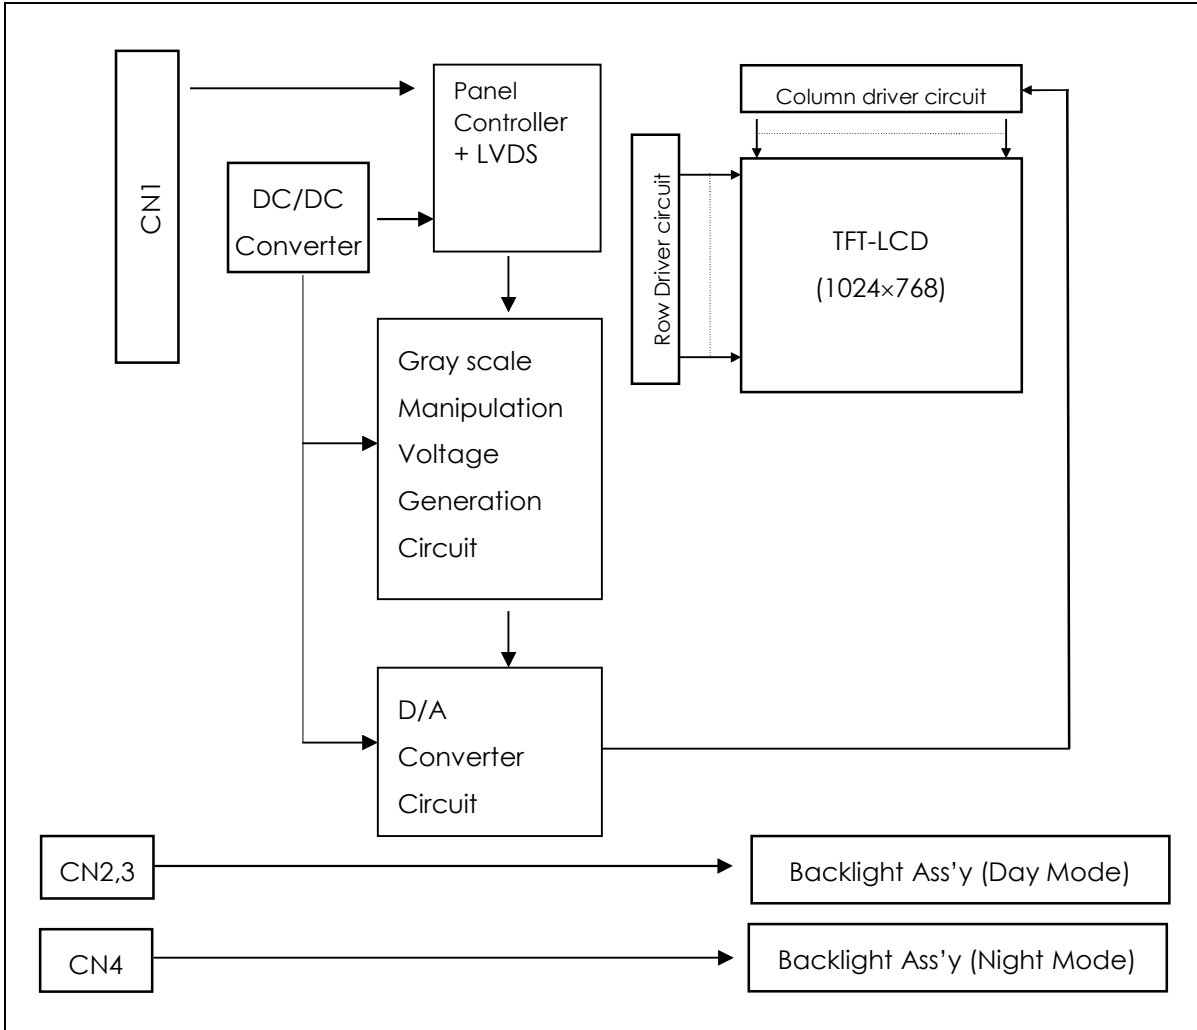 CN1
Panel
Controller
+ LVDS
DC/DC
Converter
Column driver circuit
Row Driver circuit
TFT-LCD
(1024×768)
Gray scale
Manipulation
Voltage
Generation
Circuit
D/A
Converter
Circuit
CN2,3
Backlight Ass'y (Day Mode)
CN4
Backlight Ass'y (Night Mode)